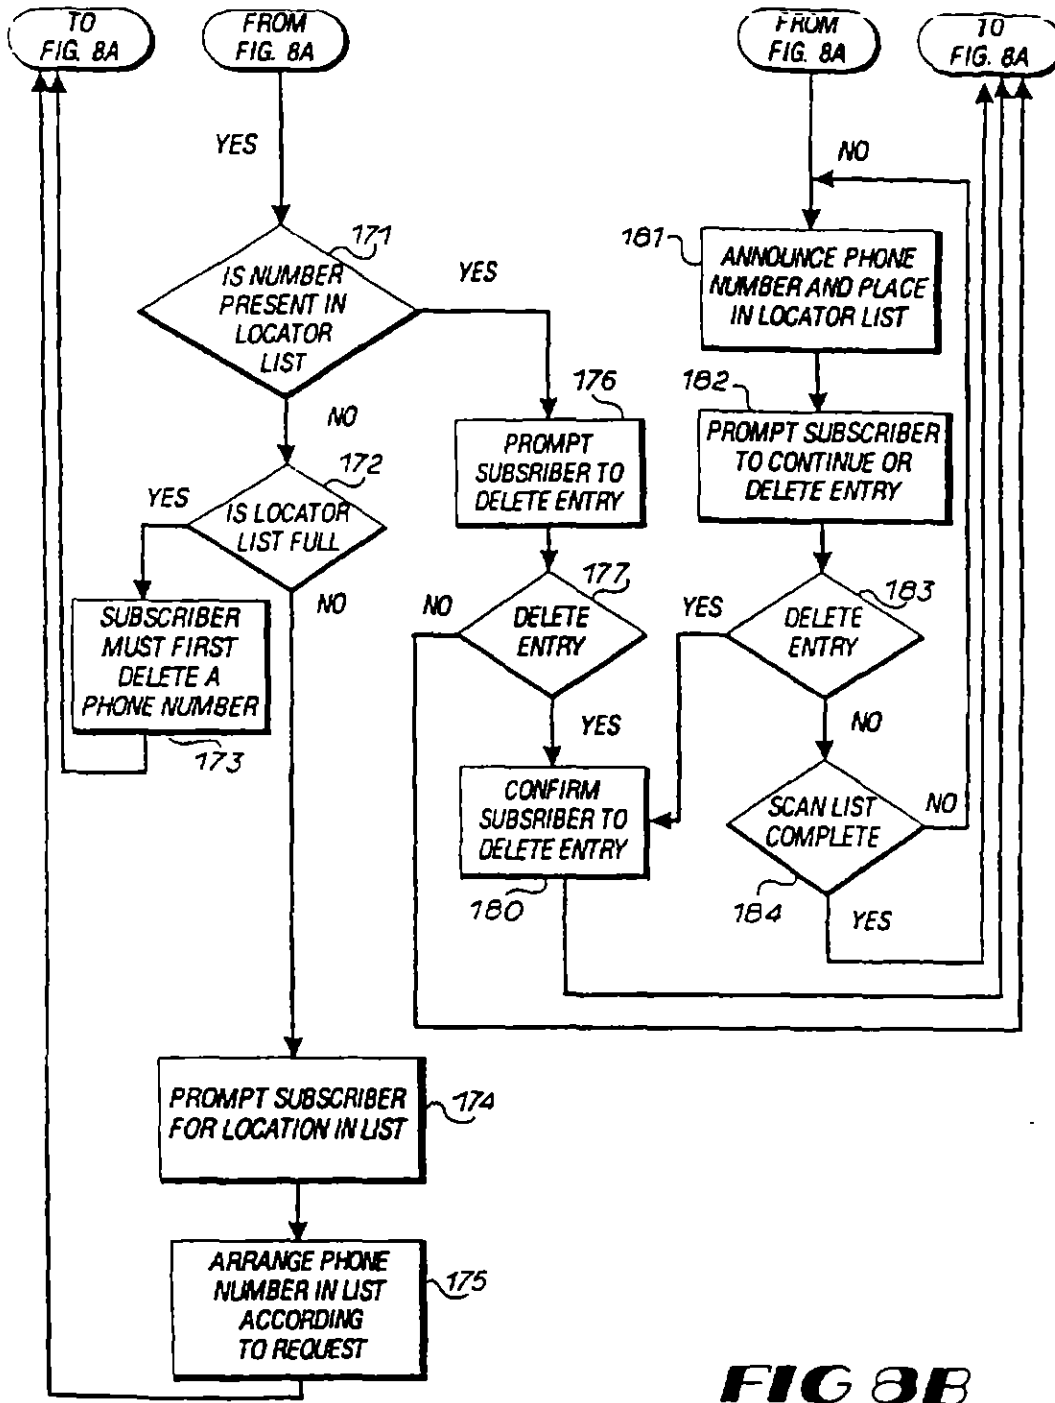 TO
FIG. 8A
FROM
FIG. 8A
FROM
FIG. 8A
TO
FIG. 8A
YES
NO
171
IS NUMBER
PRESENT IN
LOCATOR
LIST
YES
NO
172
IS LOCATOR
LIST FULL
YES
NO
SUBSCRIBER
MUST FIRST
DELETE A
PHONE NUMBER
173
PROMPT SUBSCRIBER
FOR LOCATION IN LIST
174
ARRANGE PHONE
NUMBER IN LIST
ACCORDING
TO REQUEST
175
176
PROMPT
SUBSRIBER TO
DELETE ENTRY
177
NO
DELETE
ENTRY
YES
CONFIRM
SUBSRIBER TO
DELETE ENTRY
180
181
ANNOUNCE PHONE
NUMBER AND PLACE
IN LOCATOR LIST
182
PROMPT SUBSCRIBER
TO CONTINUE OR
DELETE ENTRY
183
YES
DELETE
ENTRY
NO
SCAN LIST
COMPLETE
NO
184
YES
FIG 8B